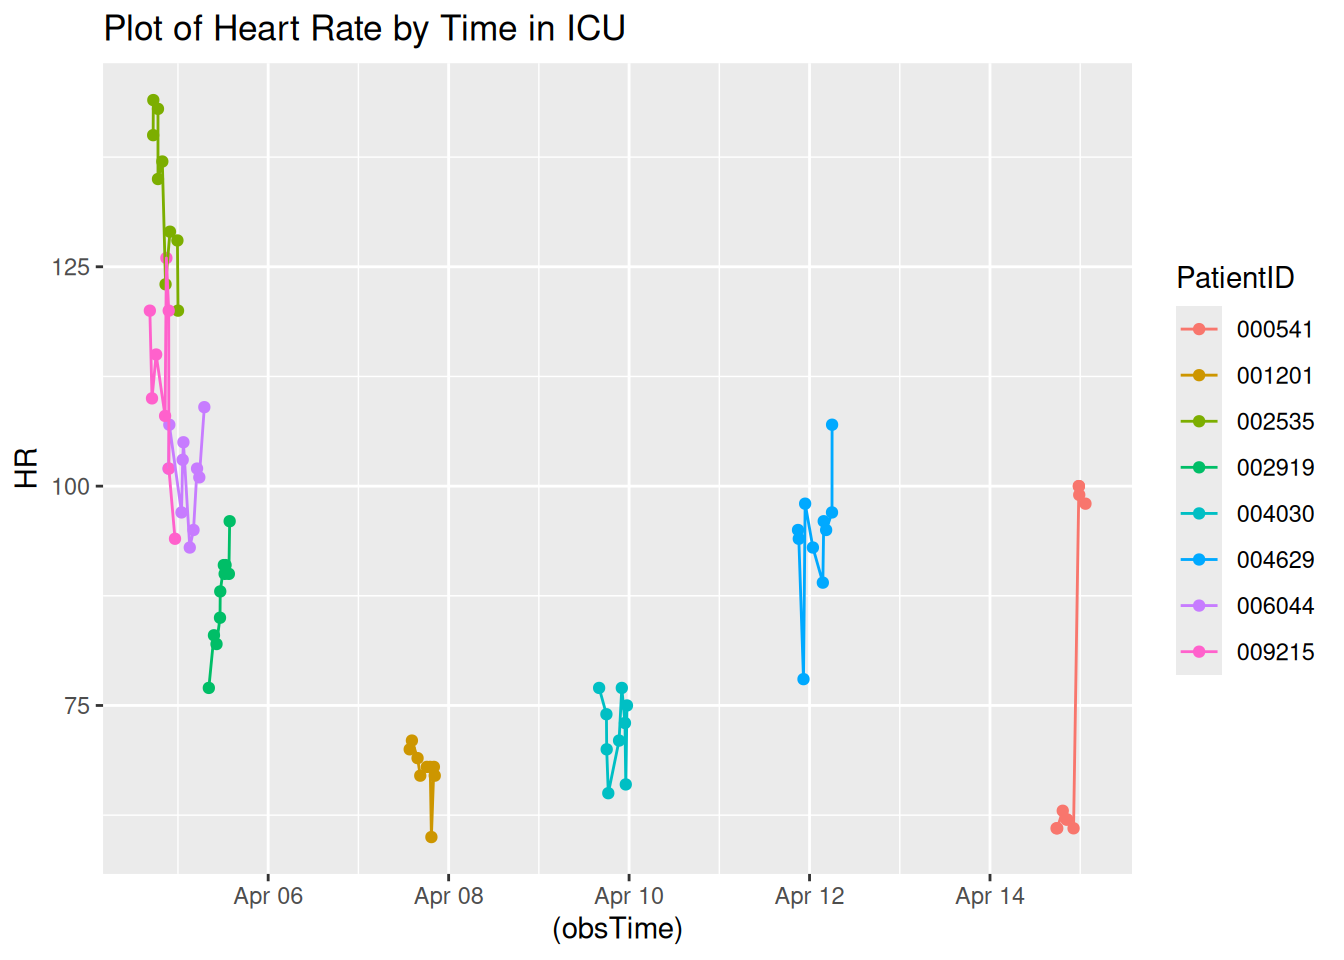 Plot of Heart Rate by Time in ICU
HR
125
100
75
Apr 06
Apr 08
Apr 10
Apr 12
Apr 14
(obsTime)
PatientID
000541
001201
002535
002919
004030
004629
006044
009215